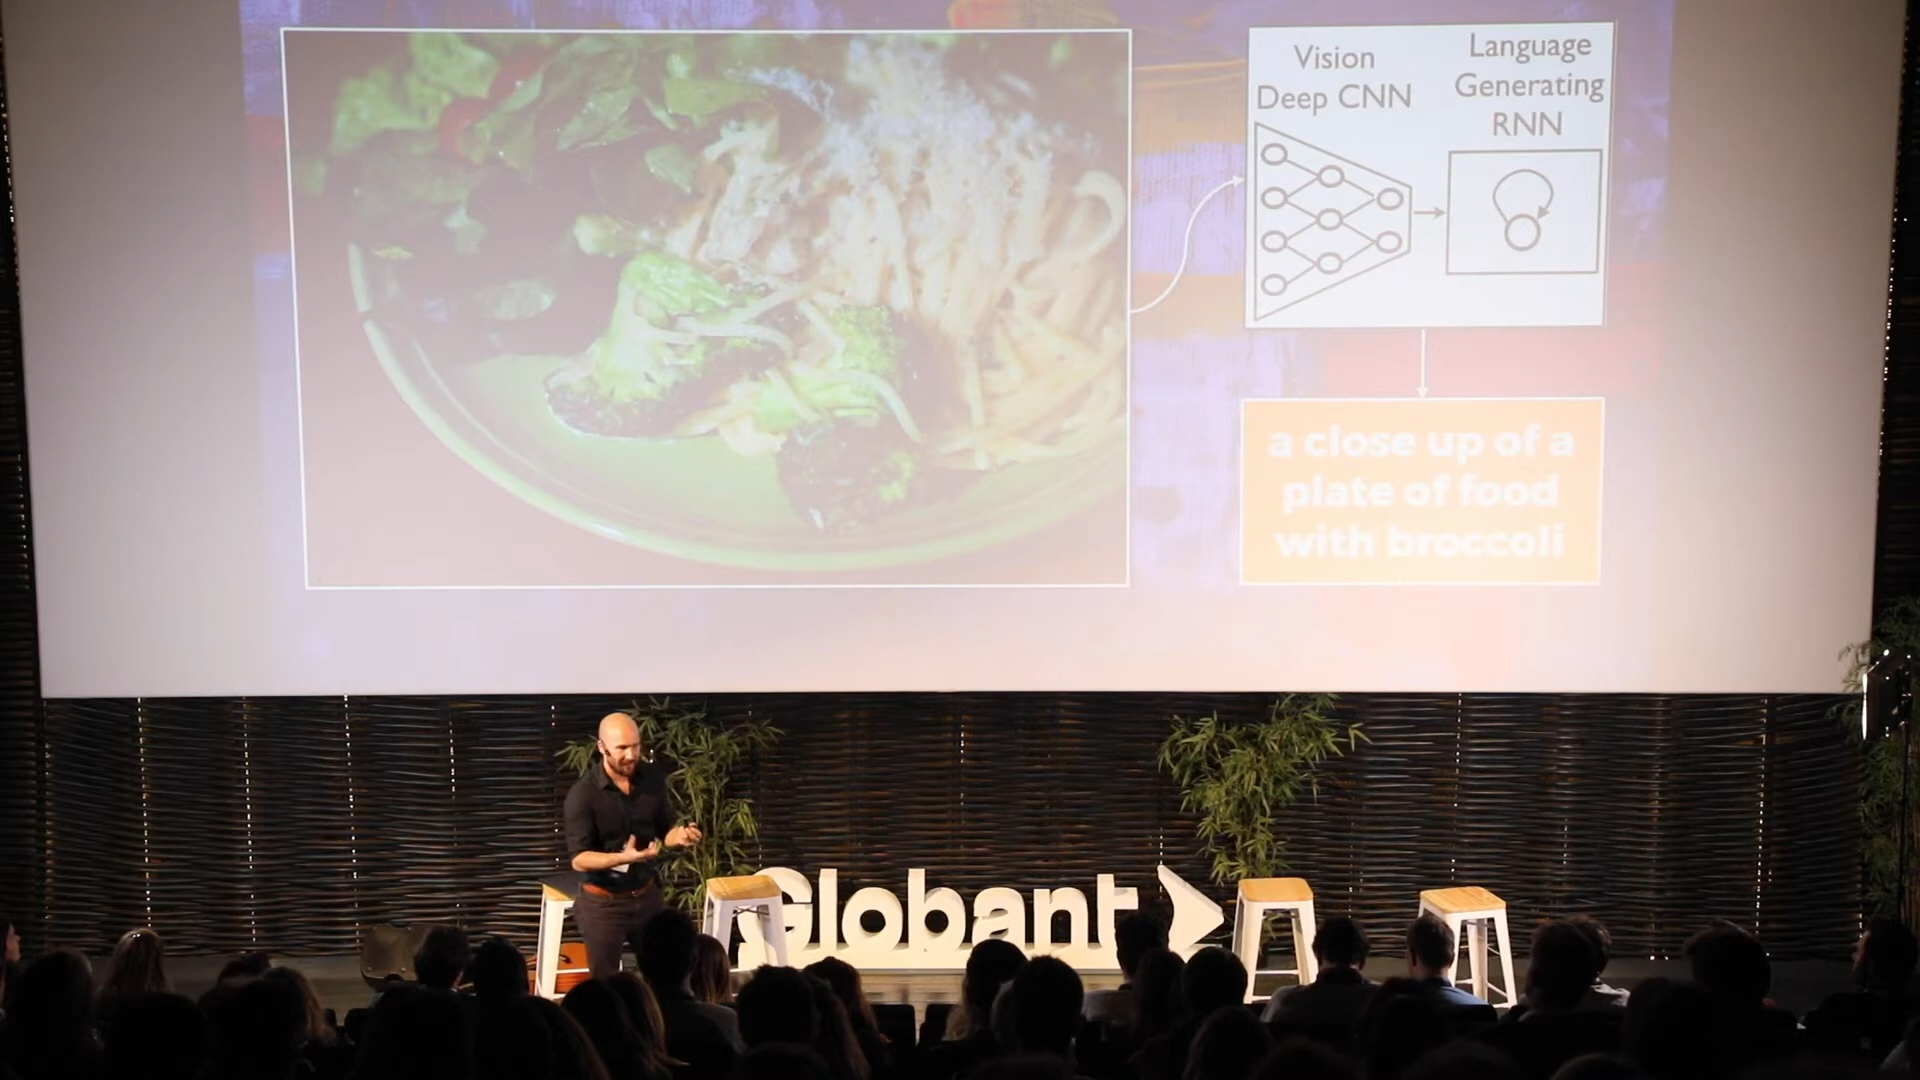 Vision
Deep CNN
Language
Generating
RNN
a close up of a
plate of food
with broccoli
Globant